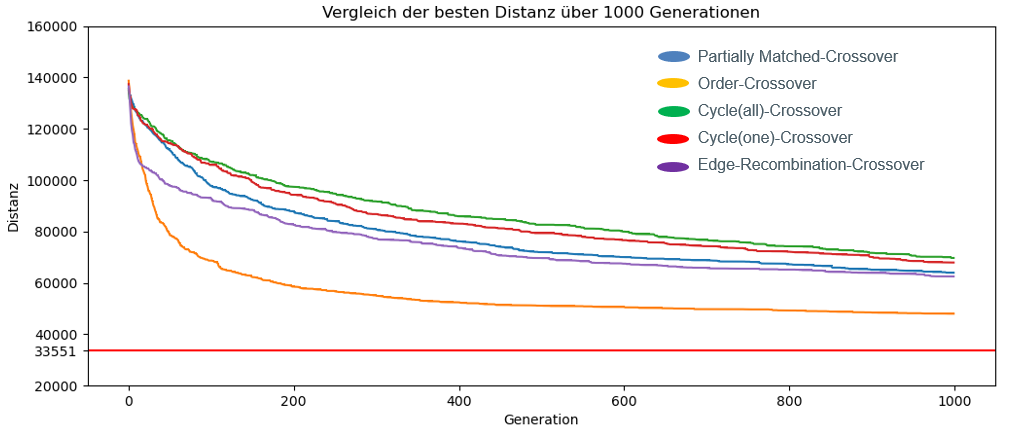 Vergleich der besten Distanz über 1000 Generationen
160000
140000
120000
100000
80000
60000
40000
33551
20000
Distanz
Partially Matched-Crossover
Order-Crossover
Cycle(all)-Crossover
Cycle(one)-Crossover
Edge-Recombination-Crossover
0 200 400 600 800 1000
Generation